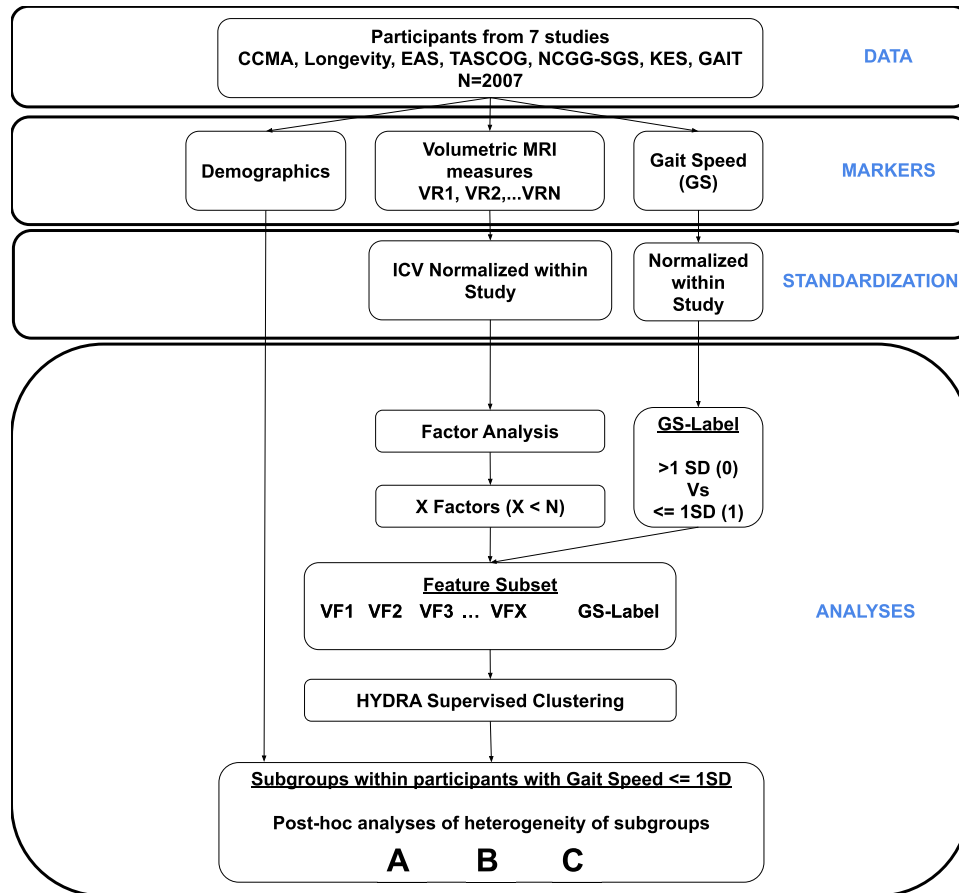 Participants from 7 studies
CCMA, Longevity, EAS, TASCOG, NCGG-SGS, KES, GAIT
N=2007
DATA
Demographics
Volumetric MRI
measures
VR1, VR2,...VRN
Gait Speed
(GS)
MARKERS
ICV Normalized within
Study
Normalized
within
Study
STANDARDIZATION
Factor Analysis
GS-Label
>1 SD (0)
Vs
<= 1SD (1)
X Factors (X < N)
Feature Subset
VF1 VF2 VF3 ... VFX GS-Label
ANALYSES
HYDRA Supervised Clustering
Subgroups within participants with Gait Speed <= 1SD
Post-hoc analyses of heterogeneity of subgroups
A B C